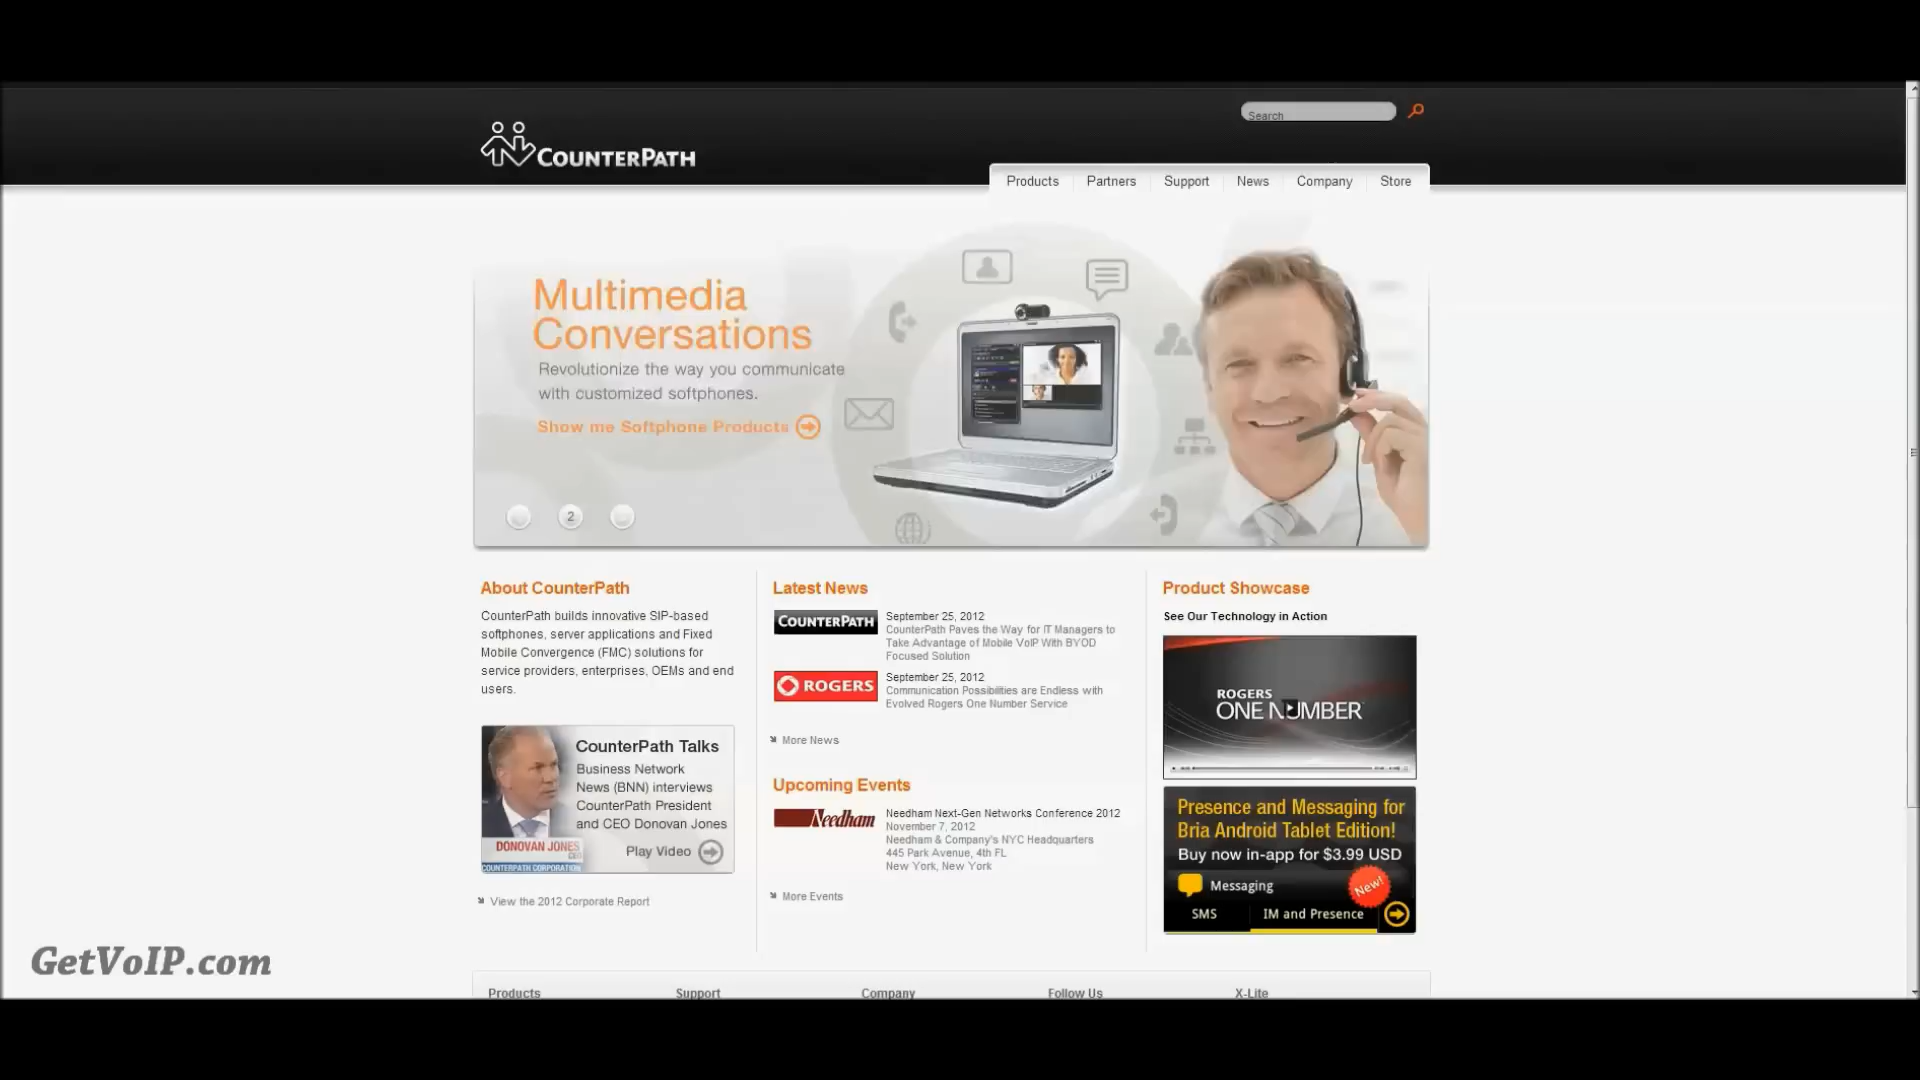 Search
COUNTERPATH
Products Partners Support News Company Store
Multimedia
Conversations
Revolutionize the way you communicate
with customized softphones.
Show me Softphone Products
2
About CounterPath
CounterPath builds innovative SIP-based
softphones, server applications and Fixed
Mobile Convergence (FMC) solutions for
service providers, enterprises, OEMs and end
users.
CounterPath Talks
Business Network
News (BNN) interviews
CounterPath President
and CEO Donovan Jones
Play Video
DONOVAN JONES
CEO
COUNTERPATH CORPORATION
View the 2012 Corporate Report
Latest News
COUNTERPATH
September 25, 2012
CounterPath Paves the Way for IT Managers to
Take Advantage of Mobile VoIP With BYOD
Focused Solution
ROGERS
September 25, 2012
Communication Possibilities are Endless with
Evolved Rogers One Number Service
More News
Upcoming Events
Needham
Needham Next-Gen Networks Conference 2012
November 7, 2012
Needham & Company's NYC Headquarters
445 Park Avenue, 4th FL
New York, New York
More Events
Product Showcase
See Our Technology in Action
ROGERS
ONE NUMBER
Presence and Messaging for
Bria Android Tablet Edition!
Buy now in-app for $3.99 USD
Messaging
New!
SMS IM and Presence
GetVoIP.com
Products Support Company Follow Us X-Lite